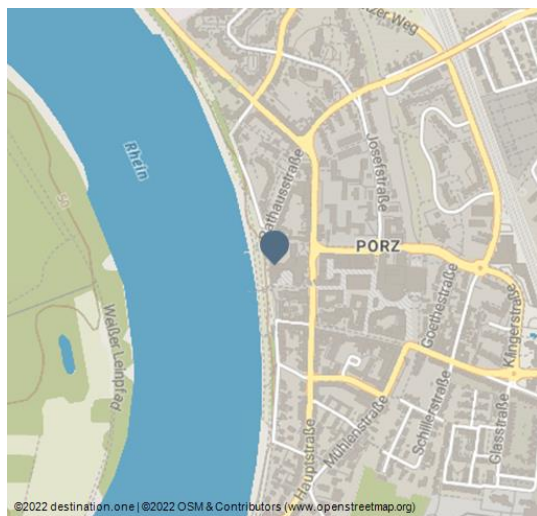 Rhein
Josefstraße
PORZ
50
Weißer Leinpfad
Goethestraße
Klingerstraße
Schillerstraße
Mühlenstraße
Hauptstraße
Glasstraße
©2022 destination.one | ©2022 OSM & Contributors (www.openstreetmap.org)